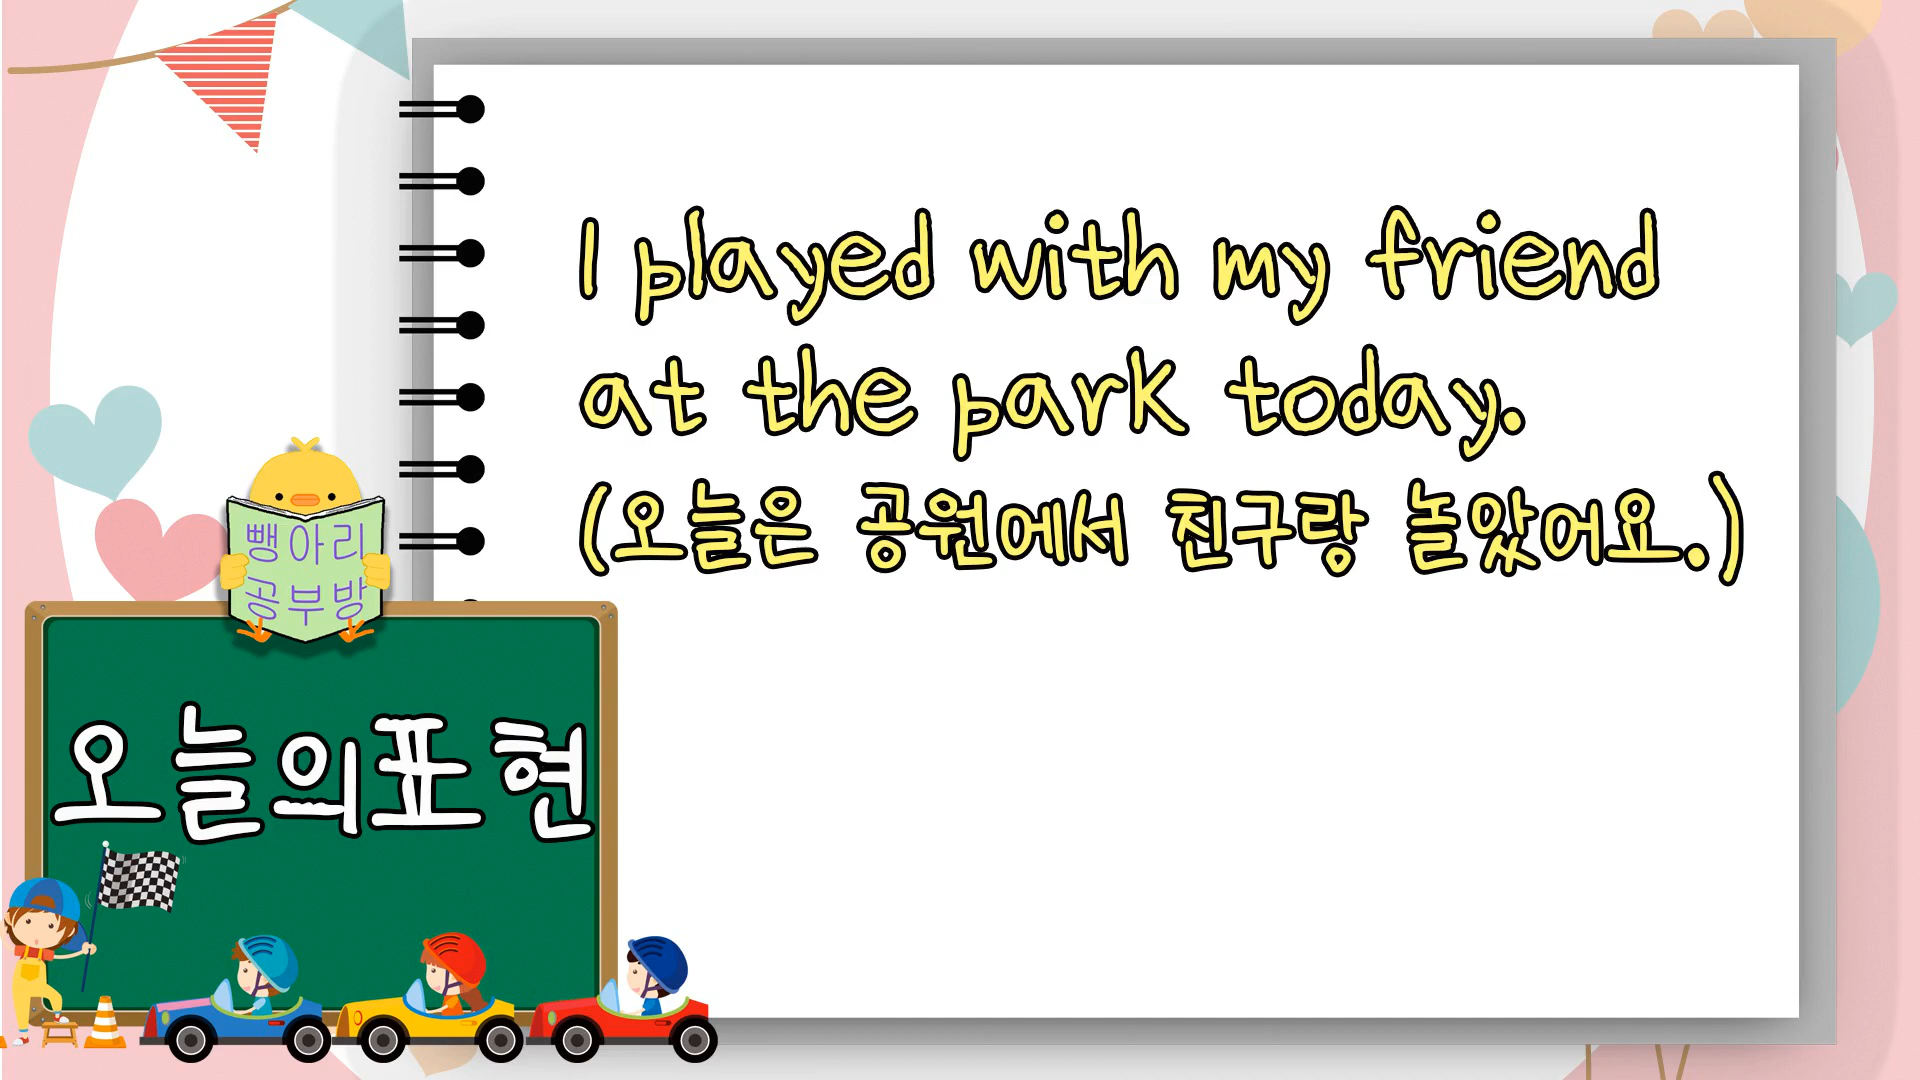 I played with my friend
at the park today.
(오늘은 공원에서 친구랑 놀았어요.)
뺑아리
공부방
오늘의표현